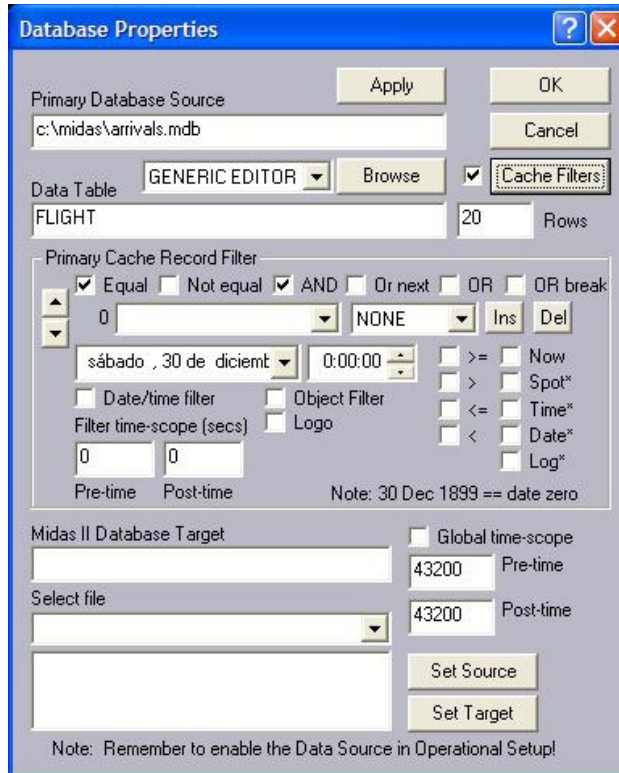 Database Properties
Apply
OK
Primary Database Source
c:\midas\arrivals.mdb
Cancel
GENERIC EDITOR
Browse
Cache Filters
Data Table
FLIGHT
20
Rows
Primary Cache Record Filter
Equal
Not equal
AND
Or next
OR
OR break
0
NONE
Ins
Del
sábado , 30 de diciemt
0:00:00
>=
Now
>
Spot*
<=
Time*
<
Date*
Log*
Date/time filter
Object Filter
Logo
Filter time-scope (secs)
0
0
Pre-time
Post-time
Note: 30 Dec 1899 == date zero
Midas II Database Target
Global time-scope
43200
Pre-time
Select file
43200
Post-time
Set Source
Set Target
Note: Remember to enable the Data Source in Operational Setup!